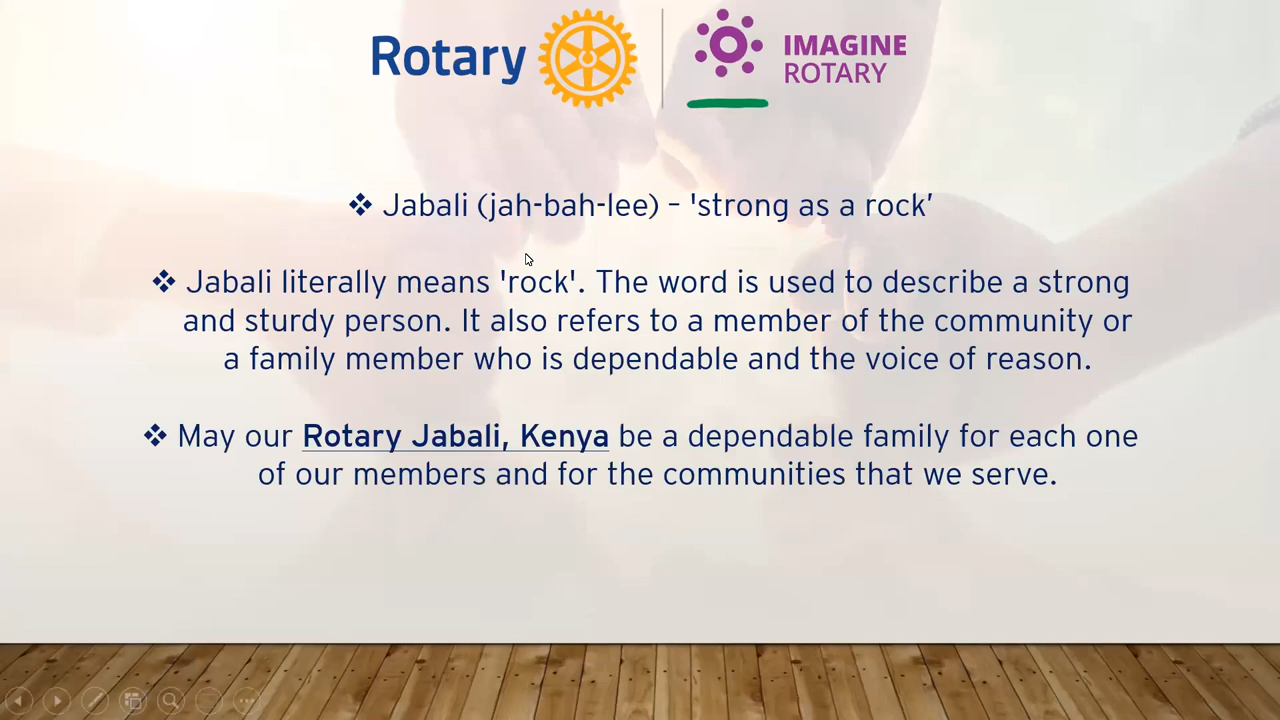 Rotary
IMAGINE
ROTARY
❖ Jabali (jah-bah-lee) – 'strong as a rock’
❖ Jabali literally means 'rock'. The word is used to describe a strong
and sturdy person. It also refers to a member of the community or
a family member who is dependable and the voice of reason.
❖ May our Rotary Jabali, Kenya be a dependable family for each one
of our members and for the communities that we serve.